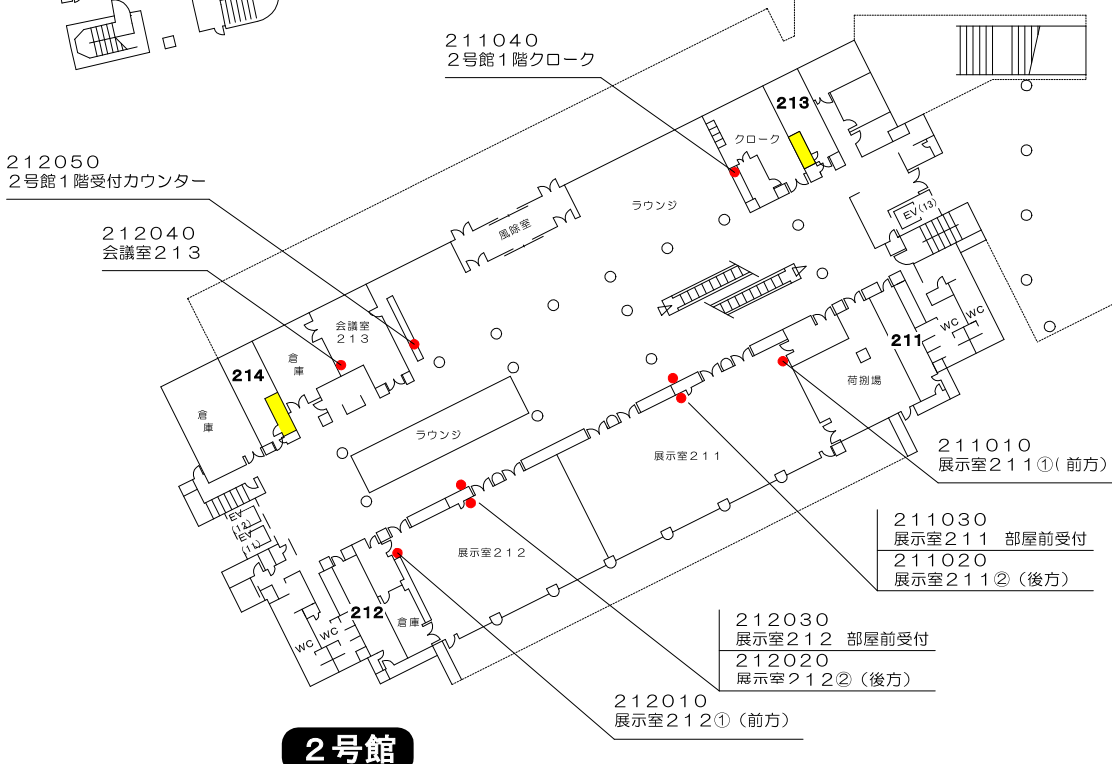 211040
2号館1階クローク
213
クローク
212050
2号館1階受付カウンター
ラウンジ
EV(13)
風除室
212040
会議室213
会議室
213
WC
WC
211
倉庫
214
荷捌場
倉庫
ラウンジ
展示室211
211010
展示室211①(前方)
EV
(12)
EV
211030
展示室211 部屋前受付
展示室212
211020
展示室211②(後方)
212
倉庫
212030
展示室212 部屋前受付
WC
WC
212020
展示室212②(後方)
212010
展示室212①(前方)
2号館